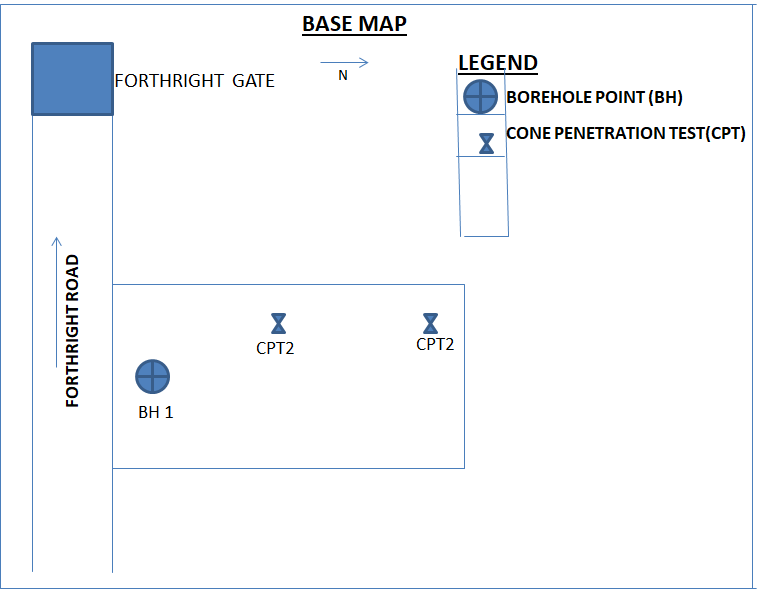 BASE MAP
LEGEND
FORTHRIGHT GATE
N
BOREHOLE POINT (BH)
CONE PENETRATION TEST(CPT)
FORTHRIGHT ROAD
CPT2
CPT2
BH 1